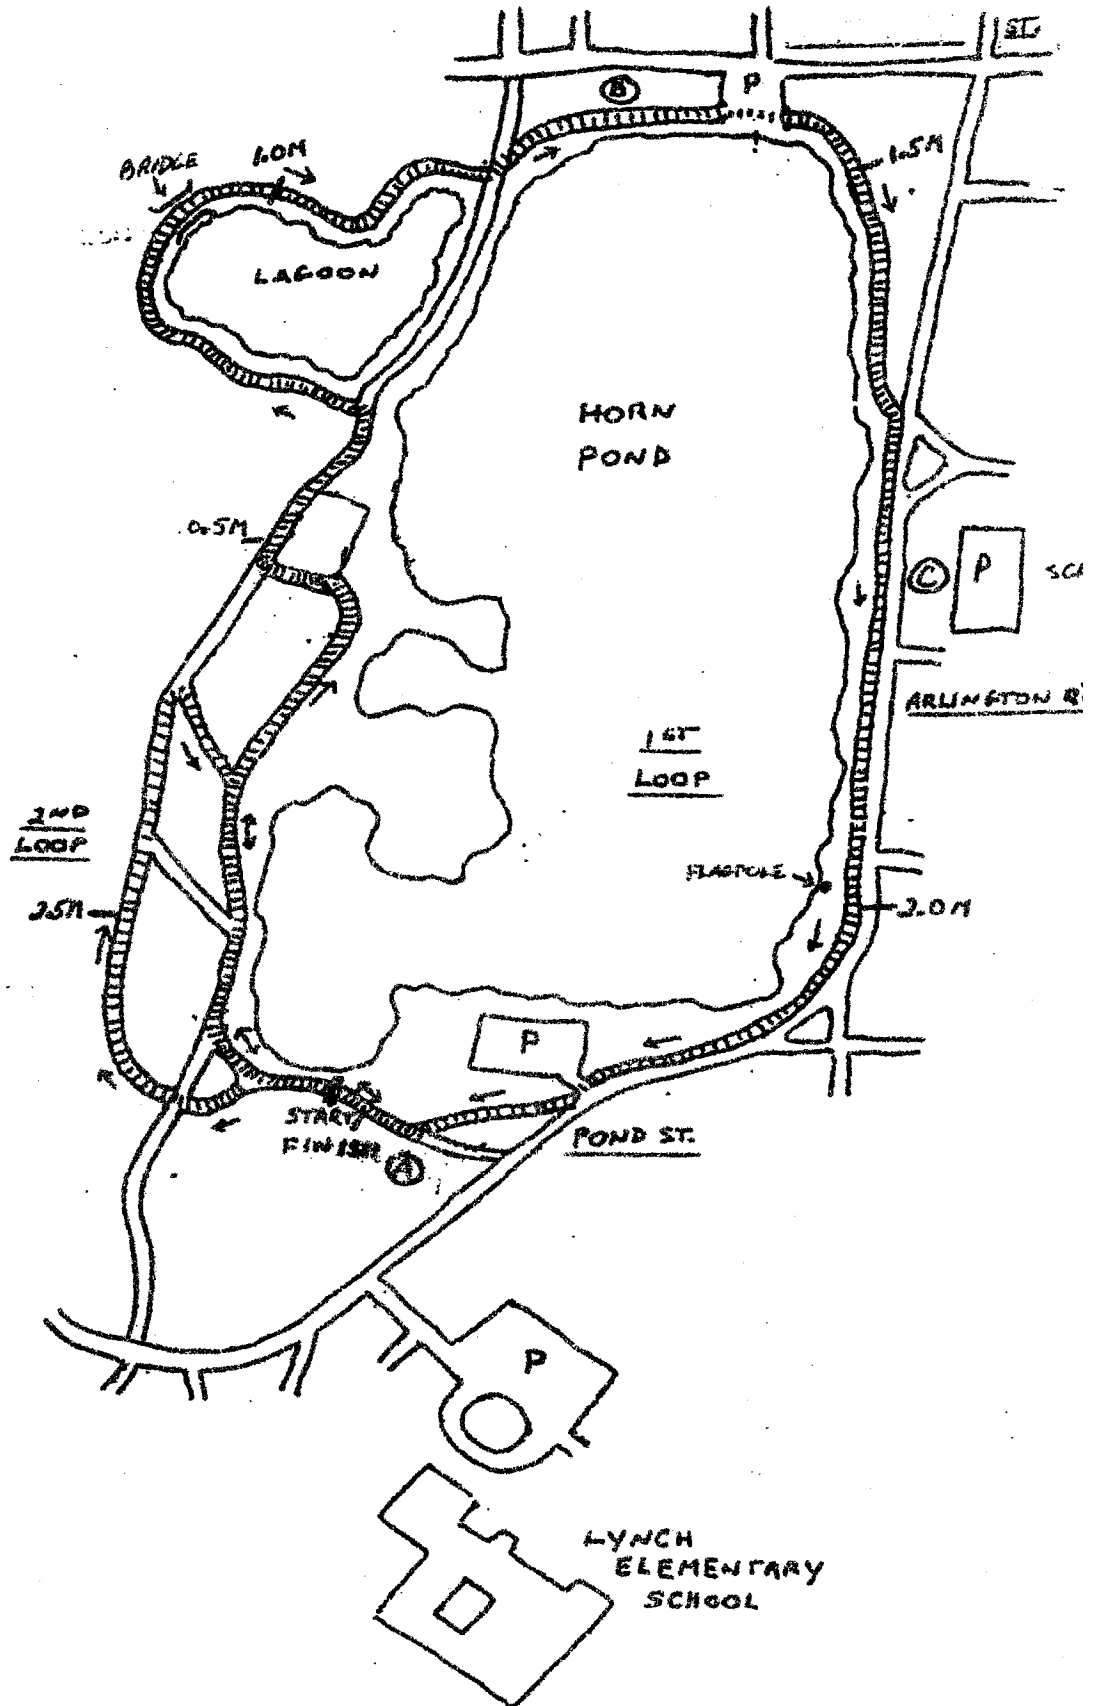 ST.
B
P
BRIDGE
1.0M
1.5M
LAGOON
HORN
POND
0.5M
C
P
ARLINGTON
1ST
LOOP
2ND
LOOP
FLAGPOLE
2.5M
2.0M
P
START/
FINISH
A
POND ST.
P
LYNCH
ELEMENTARY
SCHOOL